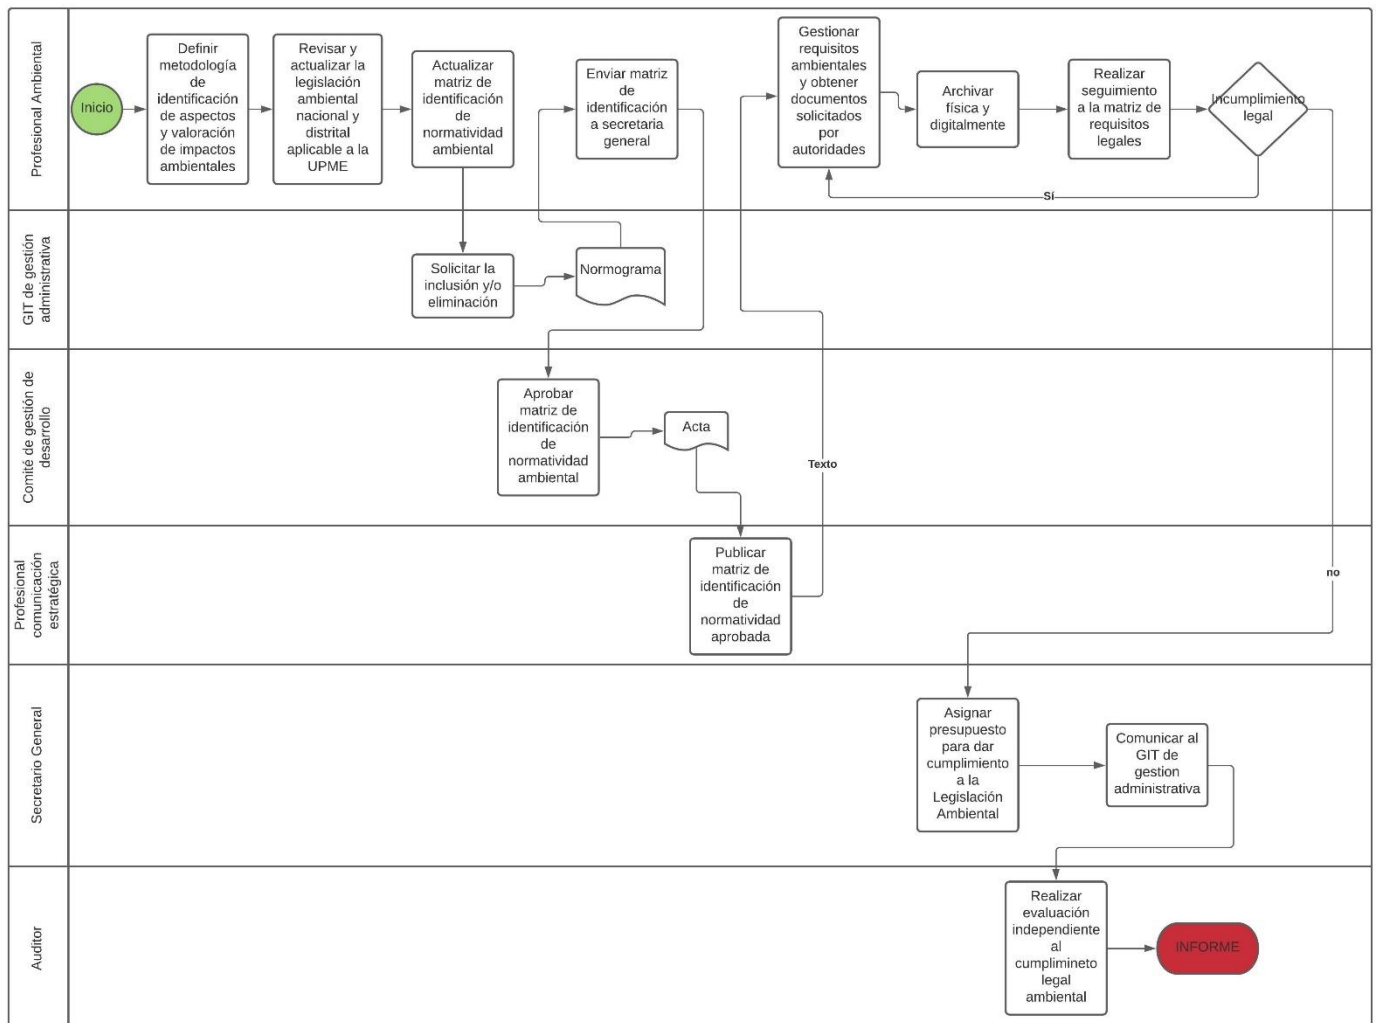 Profesional Ambiental
Inicio
Definir
metodología
de
identificación
de aspectos
y valoración
de impactos
ambientales
Revisar y
actualizar la
legislación
ambiental
nacional y
distrital
aplicable a la
UPME
Actualizar
matriz de
identificación
de
normatividad
ambiental
Enviar matriz
de
identificación
a secretaria
general
Gestionar
requisitos
ambientales
y obtener
documentos
solicitados
por
autoridades
Archivar
física y
digitalmente
Realizar
seguimiento
a la matriz de
requisitos
legales
Incumplimiento
legal
Sí
GIT de gestión
administrativa
Solicitar la
inclusión y/o
eliminación
Normograma
Comité de gestión de
desarrollo
Aprobar
matriz de
identificación
de
normatividad
ambiental
Acta
Texto
Profesional
comunicación
estratégica
Publicar
matriz de
identificación
de
normatividad
aprobada
no
Secretario General
Asignar
presupuesto
para dar
cumplimiento
a la
Legislación
Ambiental
Comunicar al
GIT de
gestion
administrativa
Auditor
Realizar
evaluación
independiente
al
cumplimineto
legal
ambiental
INFORME